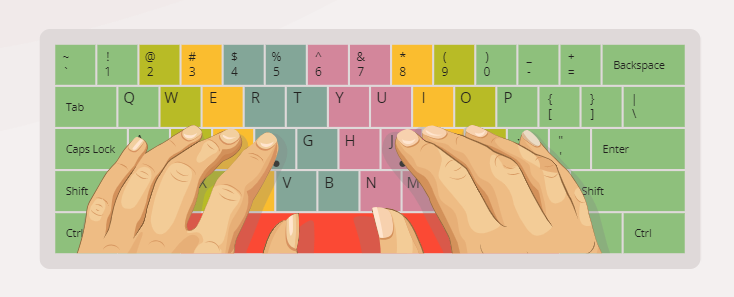 ~ ! @ # $ % ^ & * ( ) _ +
` 1 2 3 4 5 6 7 8 9 0 - = Backspace
Tab Q W E R T Y U I O P { } |
[ ] \
Caps Lock G H J " Enter
'
Shift X V B N M Shift
Ctrl Ctrl